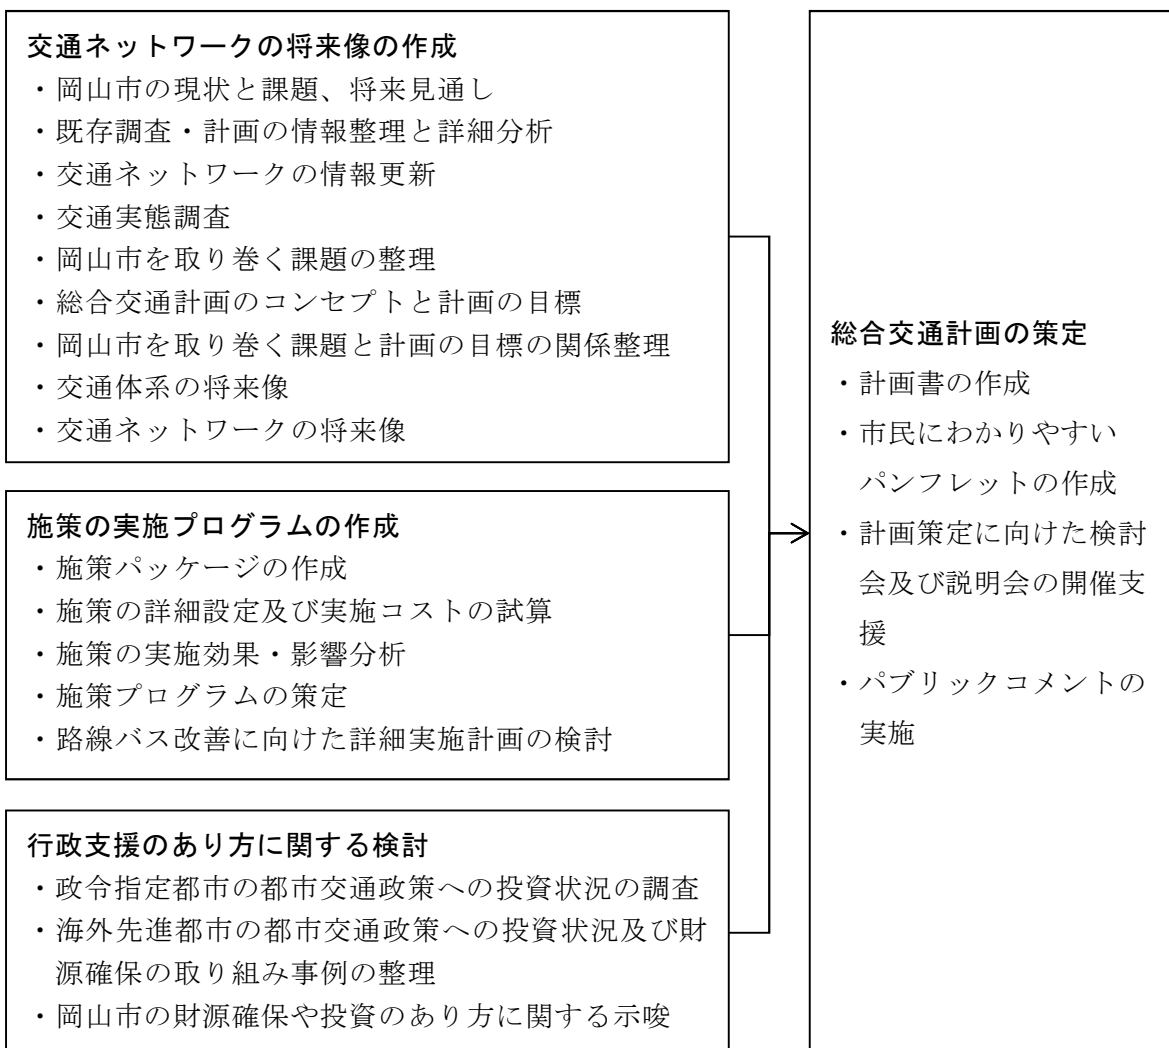 交通ネットワークの将来像の作成
・岡山市の現状と課題、将来見通し
・既存調査・計画の情報整理と詳細分析
・交通ネットワークの情報更新
・交通実態調査
・岡山市を取り巻く課題の整理
・総合交通計画のコンセプトと計画の目標
・岡山市を取り巻く課題と計画の目標の関係整理
・交通体系の将来像
・交通ネットワークの将来像
施策の実施プログラムの作成
・施策パッケージの作成
・施策の詳細設定及び実施コストの試算
・施策の実施効果・影響分析
・施策プログラムの策定
・路線バス改善に向けた詳細実施計画の検討
行政支援のあり方に関する検討
・政令指定都市の都市交通政策への投資状況の調査
・海外先進都市の都市交通政策への投資状況及び財
源確保の取り組み事例の整理
・岡山市の財源確保や投資のあり方に関する示唆
総合交通計画の策定
・計画書の作成
・市民にわかりやすい
パンフレットの作成
・計画策定に向けた検討
会及び説明会の開催支
援
・パブリックコメントの
実施